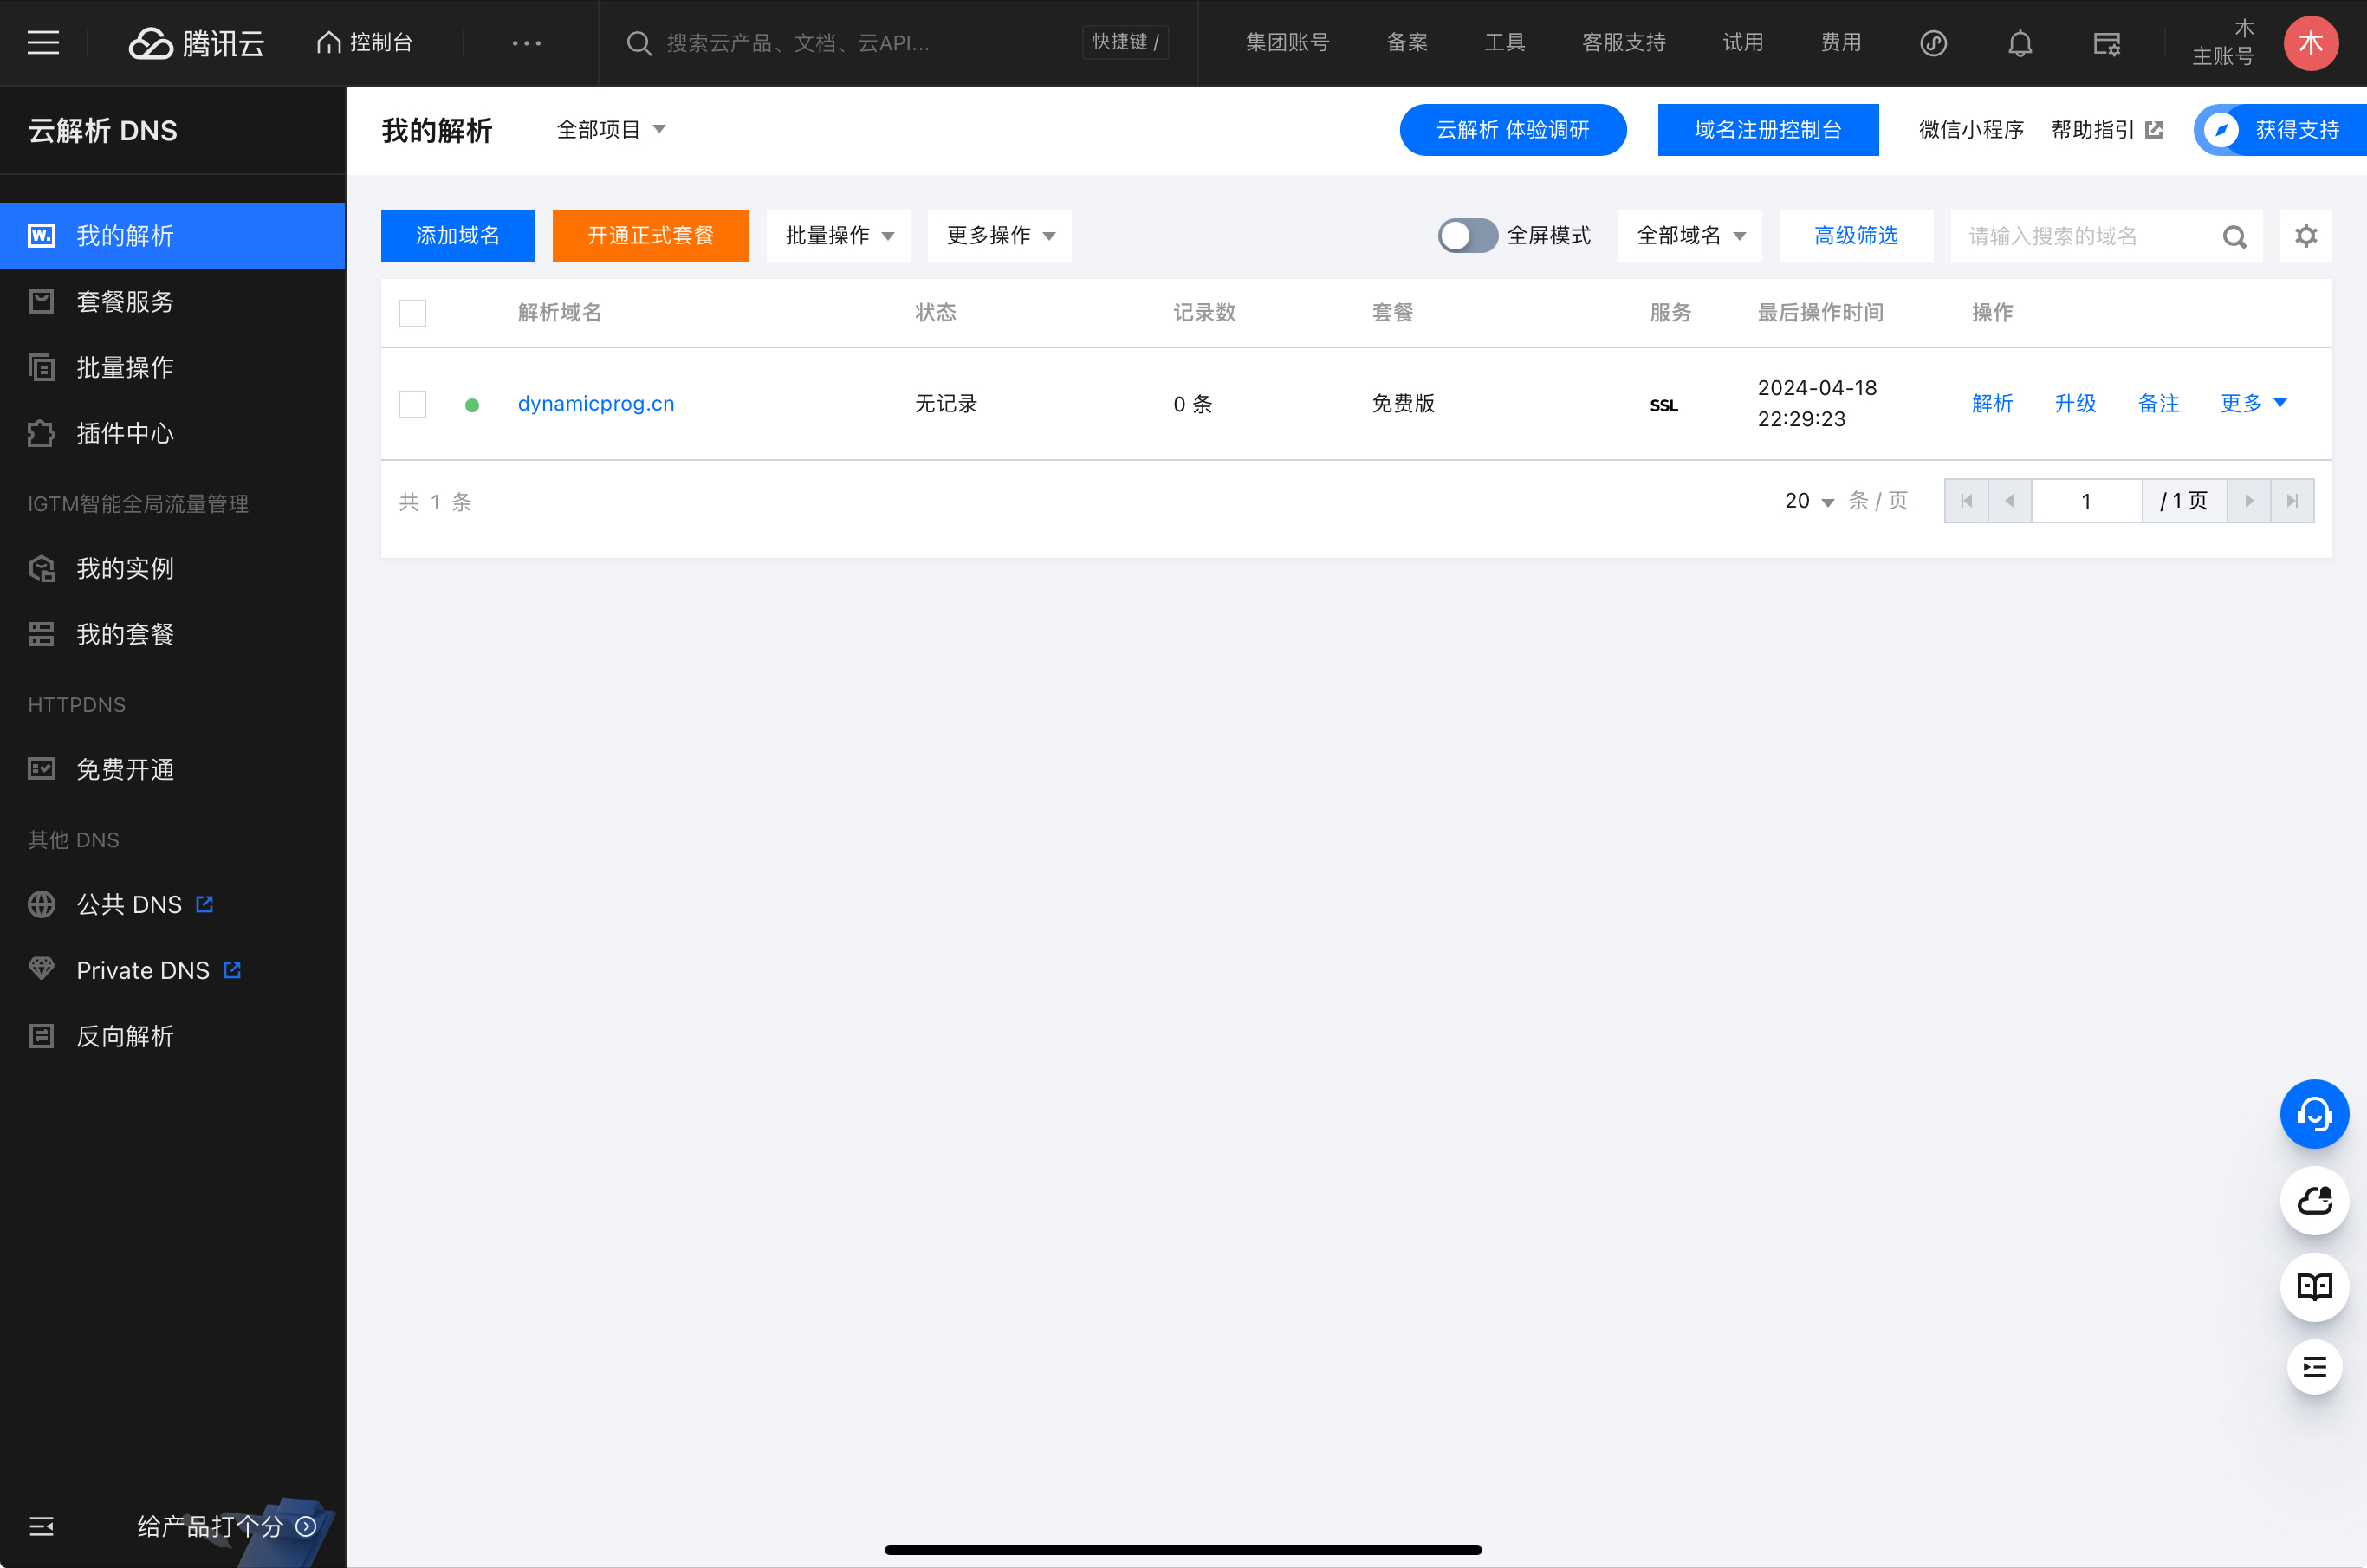 腾讯云
控制台
搜索云产品、文档、云API...
快捷键 /
集团账号
备案
工具
客服支持
试用
费用
木
主账号
木
云解析 DNS
我的解析
套餐服务
批量操作
插件中心
IGTM智能全局流量管理
我的实例
我的套餐
HTTPDNS
免费开通
其他 DNS
公共 DNS
Private DNS
反向解析
给产品打个分
我的解析
全部项目
云解析 体验调研
域名注册控制台
微信小程序
帮助指引
获得支持
添加域名
开通正式套餐
批量操作
更多操作
全屏模式
全部域名
高级筛选
请输入搜索的域名
解析域名 状态 记录数 套餐 服务 最后操作时间 操作
dynamicprog.cn 无记录 0 条 免费版 SSL 2024-04-18
22:29:23
解析 升级 备注 更多
共 1 条
20 条 / 页
1 / 1 页